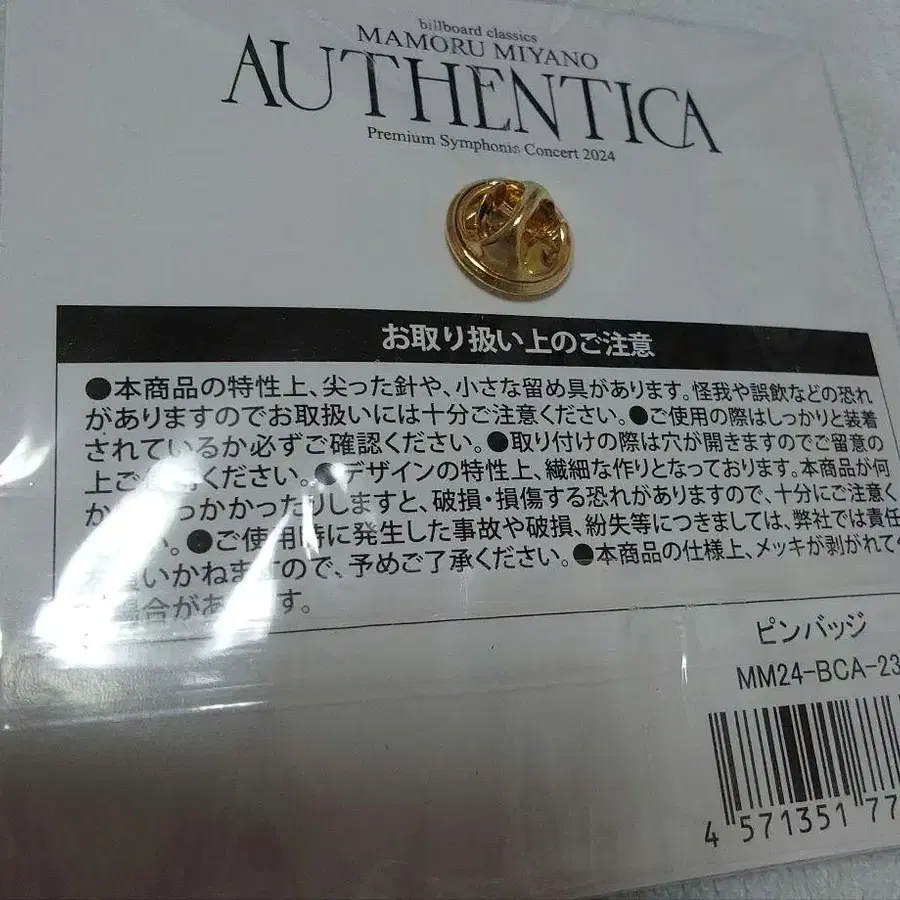 billboard classics
MAMORU MIYANO
AUTHENTICA
Premium Symphonis Concert 2024
お取り扱い上のご注意
●本商品の特性上、尖った針や、小さな留め具があります。怪我や誤飲などの恐れ
がありますのでお取扱いには十分ご注意ください。●ご使用の際はしっかりと装着
されているか必ずご確認ください。●取り付けの際は穴が開きますのでご留意の
上ご ください。●デザインの特性上、繊細な作りとなっております。本商品が何
か っかかったりしますと、破損・損傷する恐れがありますので、十分にご注意く
い。●ご使用時に発生した事故や破損、紛失等につきましては、弊社では責任
負いかねますので、予めご了承ください。●本商品の仕様上、メッキが剥がれてく
場合があります。
ピンバッジ
MM24-BCA-23
4 571351 77